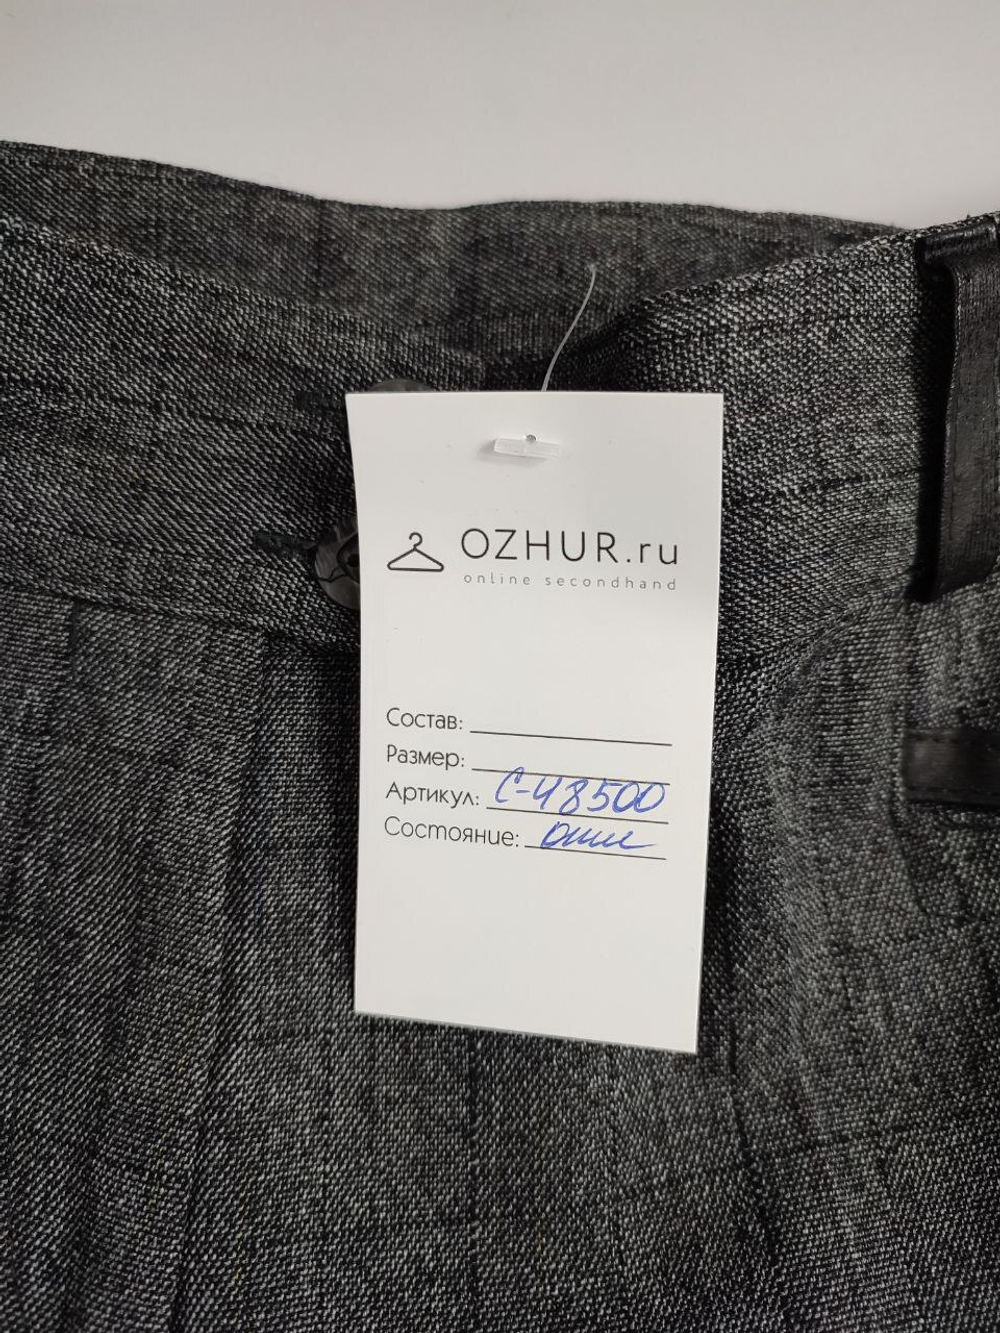 OZHUR.ru
online secondhand
Состав:
Размер:
Артикул: С-48500
Состояние: